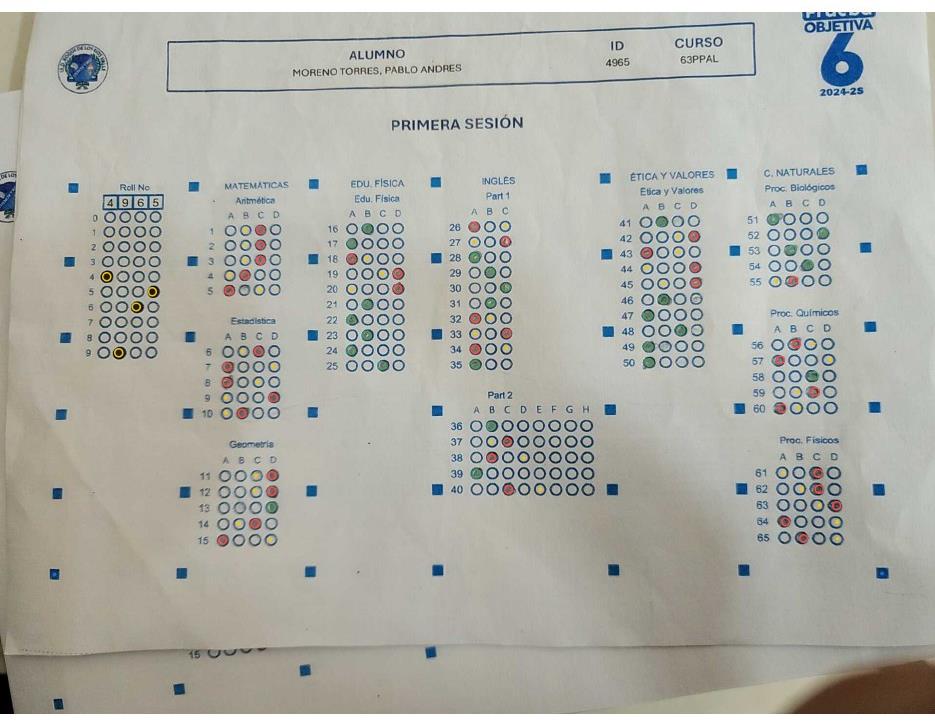 Prueba
OBJETIVA
6
2024-25
ALUMNO ID CURSO
MORENO TORRES, PABLO ANDRES 4965 63PPAL
PRIMERA SESIÓN
Roll No
4 9 6 5
0
1
2
3
4
5
6
7
8
9
MATEMÁTICAS
Aritmética
A B C D
1
2
3
4
5
Estadística
A B C D
6
7
8
9
10
Geometría
A B C D
11
12
13
14
15
EDU. FÍSICA
Edu. Física
A B C D
16
17
18
19
20
21
22
23
24
25
INGLÉS
Part 1
A B C
26
27
28
29
30
31
32
33
34
35
Part 2
A B C D E F G H
36
37
38
39
40
ÉTICA Y VALORES
Ética y Valores
A B C D
41
42
43
44
45
46
47
48
49
50
C. NATURALES
Proc. Biológicos
A B C D
51
52
53
54
55
Proc. Químicos
A B C D
56
57
58
59
60
Proc. Físicos
A B C D
61
62
63
64
65
15